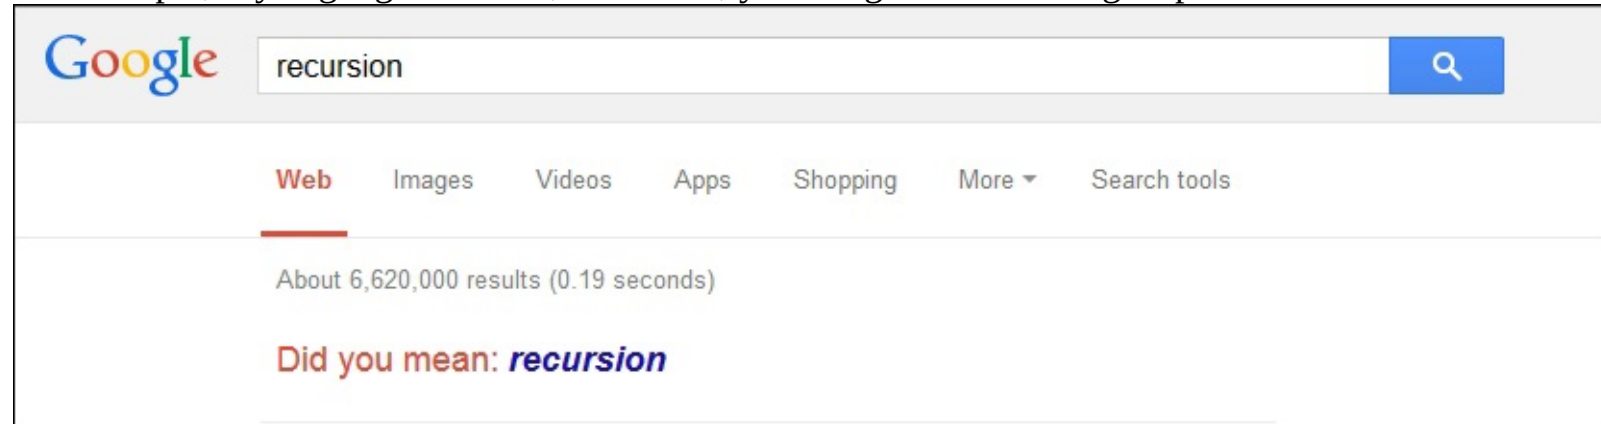 Google recursion
Web Images Videos Apps Shopping More Search tools
About 6,620,000 results (0.19 seconds)
Did you mean: recursion